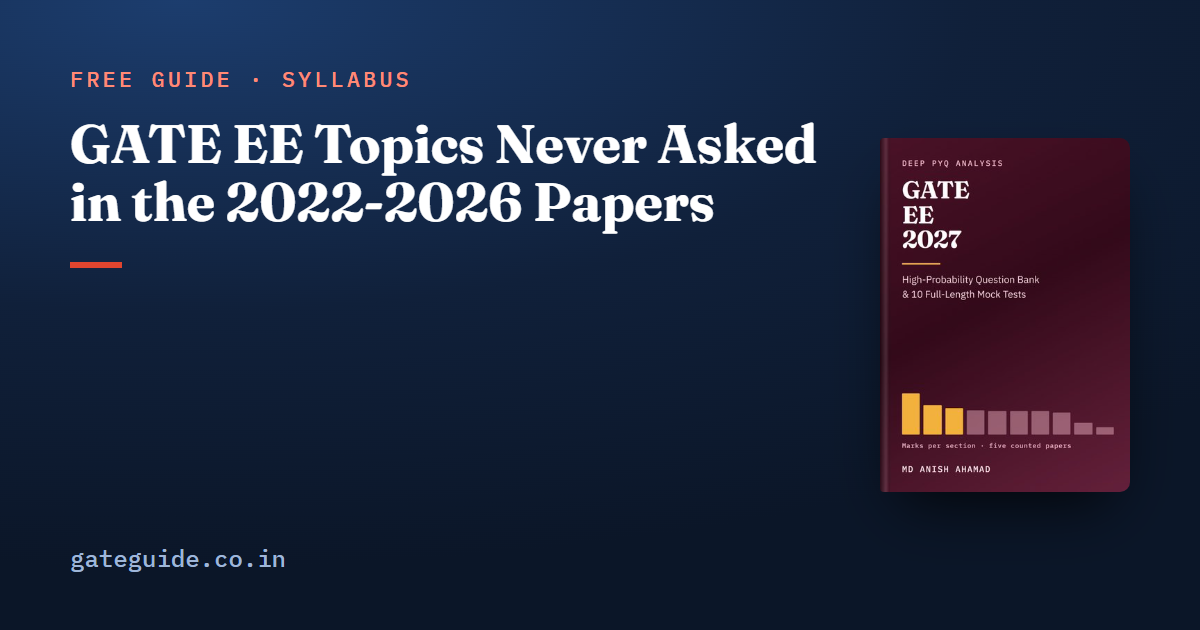 FREE GUIDE · SYLLABUS
GATE EE Topics Never Asked
in the 2022-2026 Papers
gateguide.co.in
DEEP PYQ ANALYSIS
GATE
EE
2027
High-Probability Question Bank
& 10 Full-Length Mock Tests
Marks per section · five counted papers
MD ANISH AHAMAD